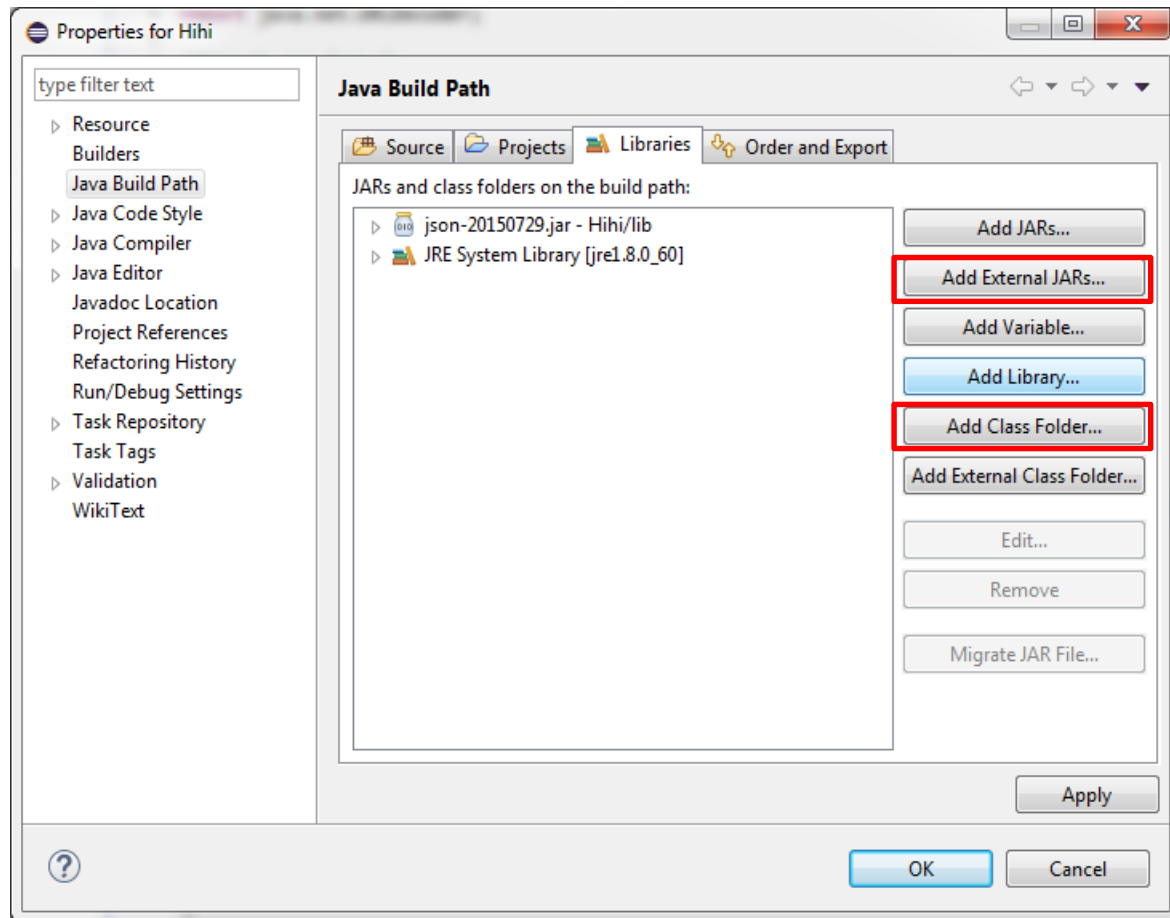 Properties for Hihi
type filter text
Resource
Builders
Java Build Path
Java Code Style
Java Compiler
Java Editor
Javadoc Location
Project References
Refactoring History
Run/Debug Settings
Task Repository
Task Tags
Validation
WikiText
Java Build Path
Source
Projects
Libraries
Order and Export
JARs and class folders on the build path:
json-20150729.jar - Hihi/lib
JRE System Library [jre1.8.0_60]
Add JARs...
Add External JARs...
Add Variable...
Add Library...
Add Class Folder...
Add External Class Folder...
Edit...
Remove
Migrate JAR File...
Apply
OK
Cancel